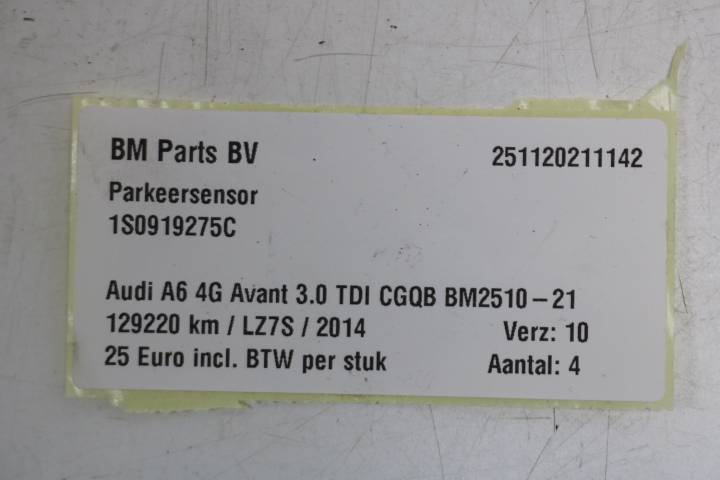 BM Parts BV 251120211142
Parkeersensor
1S0919275C
Audi A6 4G Avant 3.0 TDI CGQB BM2510-21
129220 km / LZ7S / 2014 Verz: 10
25 Euro incl. BTW per stuk Aantal: 4